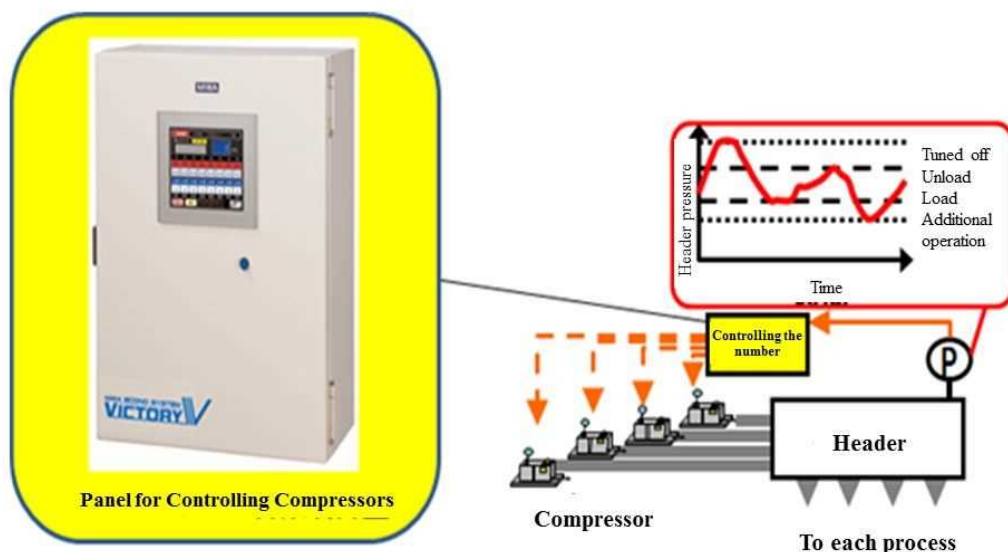 VICTORY
Panel for Controlling Compressors
Header pressure
Tuned off
Unload
Load
Additional
operation
Time
Controlling the
number
P
Header
Compressor
To each process